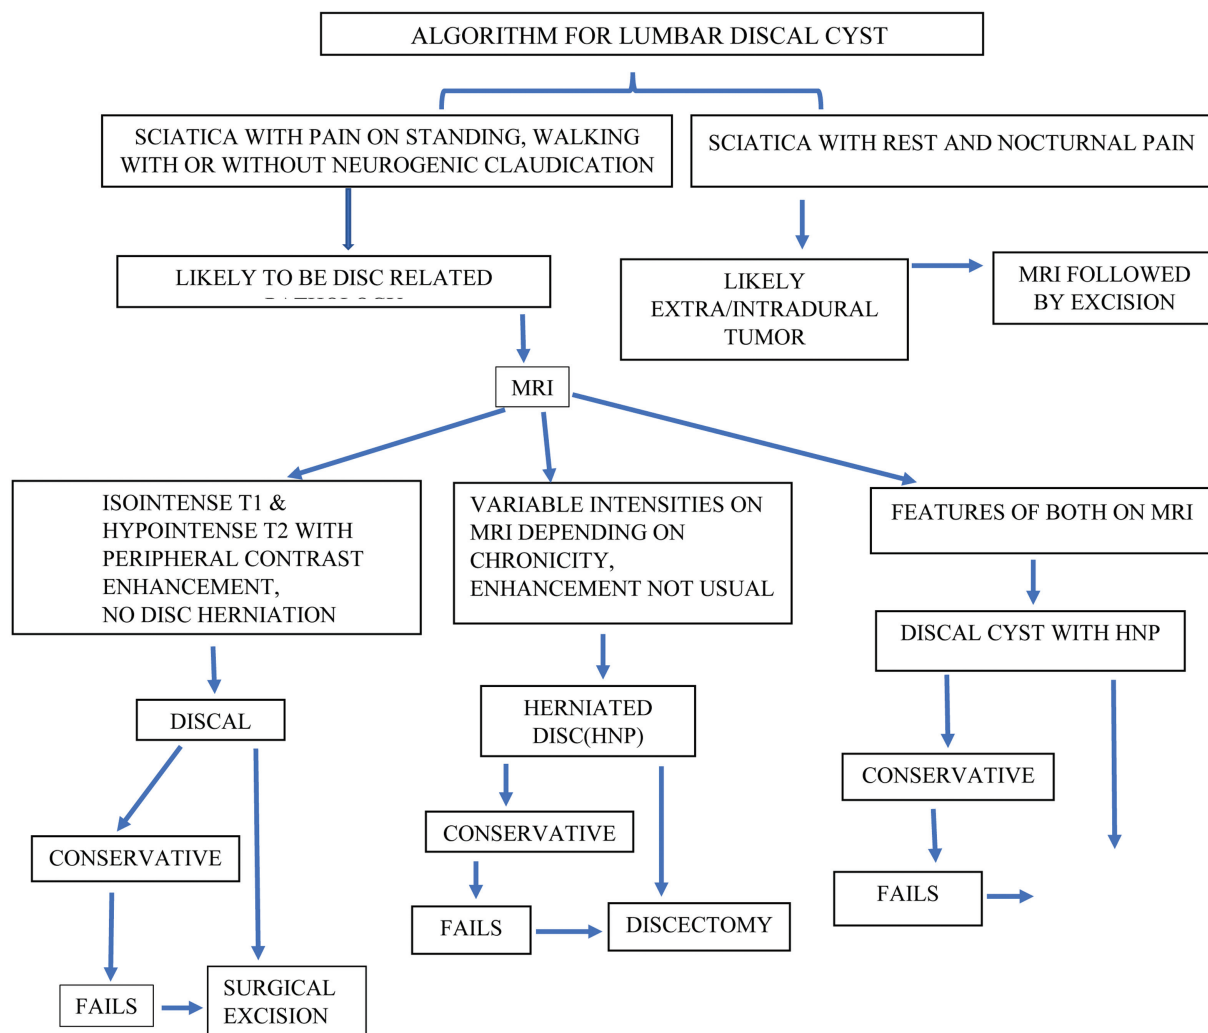 ALGORITHM FOR LUMBAR DISCAL CYST
SCIATICA WITH PAIN ON STANDING, WALKING
WITH OR WITHOUT NEUROGENIC CLAUDICATION
SCIATICA WITH REST AND NOCTURNAL PAIN
LIKELY TO BE DISC RELATED
LIKELY
EXTRA/INTRADURAL
TUMOR
MRI FOLLOWED
BY EXCISION
MRI
ISOINTENSE T1 &
HYPOINTENSE T2 WITH
PERIPHERAL CONTRAST
ENHANCEMENT,
NO DISC HERNIATION
VARIABLE INTENSITIES ON
MRI DEPENDING ON
CHRONICITY,
ENHANCEMENT NOT USUAL
FEATURES OF BOTH ON MRI
DISCAL CYST WITH HNP
DISCAL
HERNIATED
DISC(HNP)
CONSERVATIVE
CONSERVATIVE
CONSERVATIVE
FAILS
FAILS
DISCECTOMY
FAILS
SURGICAL
EXCISION